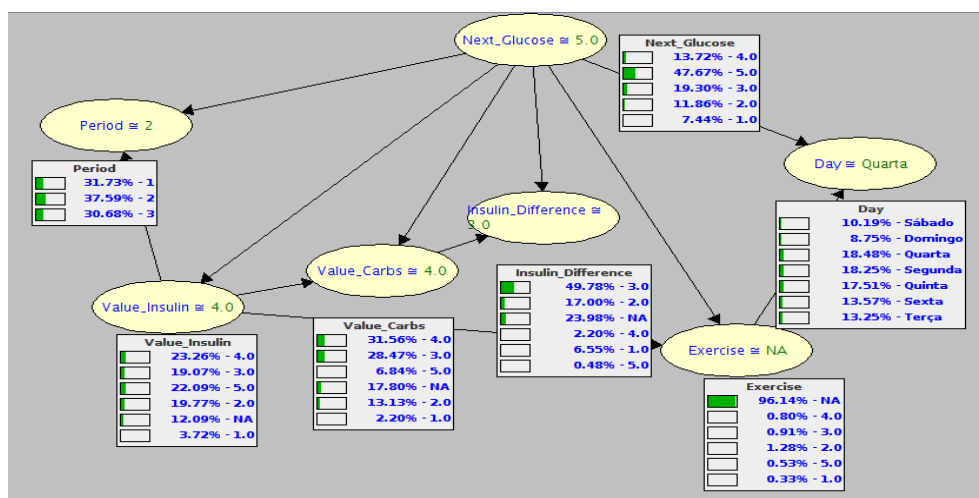 Next_Glucose ≅ 5.0
Next_Glucose
13.72% - 4.0
47.67% - 5.0
19.30% - 3.0
11.86% - 2.0
7.44% - 1.0
Period ≅ 2
Period
31.73% - 1
37.59% - 2
30.68% - 3
Day ≅ Quarta
Day
10.19% - Sábado
8.75% - Domingo
18.48% - Quarta
18.25% - Segunda
17.51% - Quinta
13.57% - Sexta
13.25% - Terça
Insulin_Difference ≅
3.0
Insulin_Difference
49.78% - 3.0
17.00% - 2.0
23.98% - NA
2.20% - 4.0
6.55% - 1.0
0.48% - 5.0
Value_Carbs ≅ 4.0
Value_Carbs
31.56% - 4.0
28.47% - 3.0
6.84% - 5.0
17.80% - NA
13.13% - 2.0
2.20% - 1.0
Value_Insulin ≅ 4.0
Value_Insulin
23.26% - 4.0
19.07% - 3.0
22.09% - 5.0
19.77% - 2.0
12.09% - NA
3.72% - 1.0
Exercise ≅ NA
Exercise
96.14% - NA
0.80% - 4.0
0.91% - 3.0
1.28% - 2.0
0.53% - 5.0
0.33% - 1.0